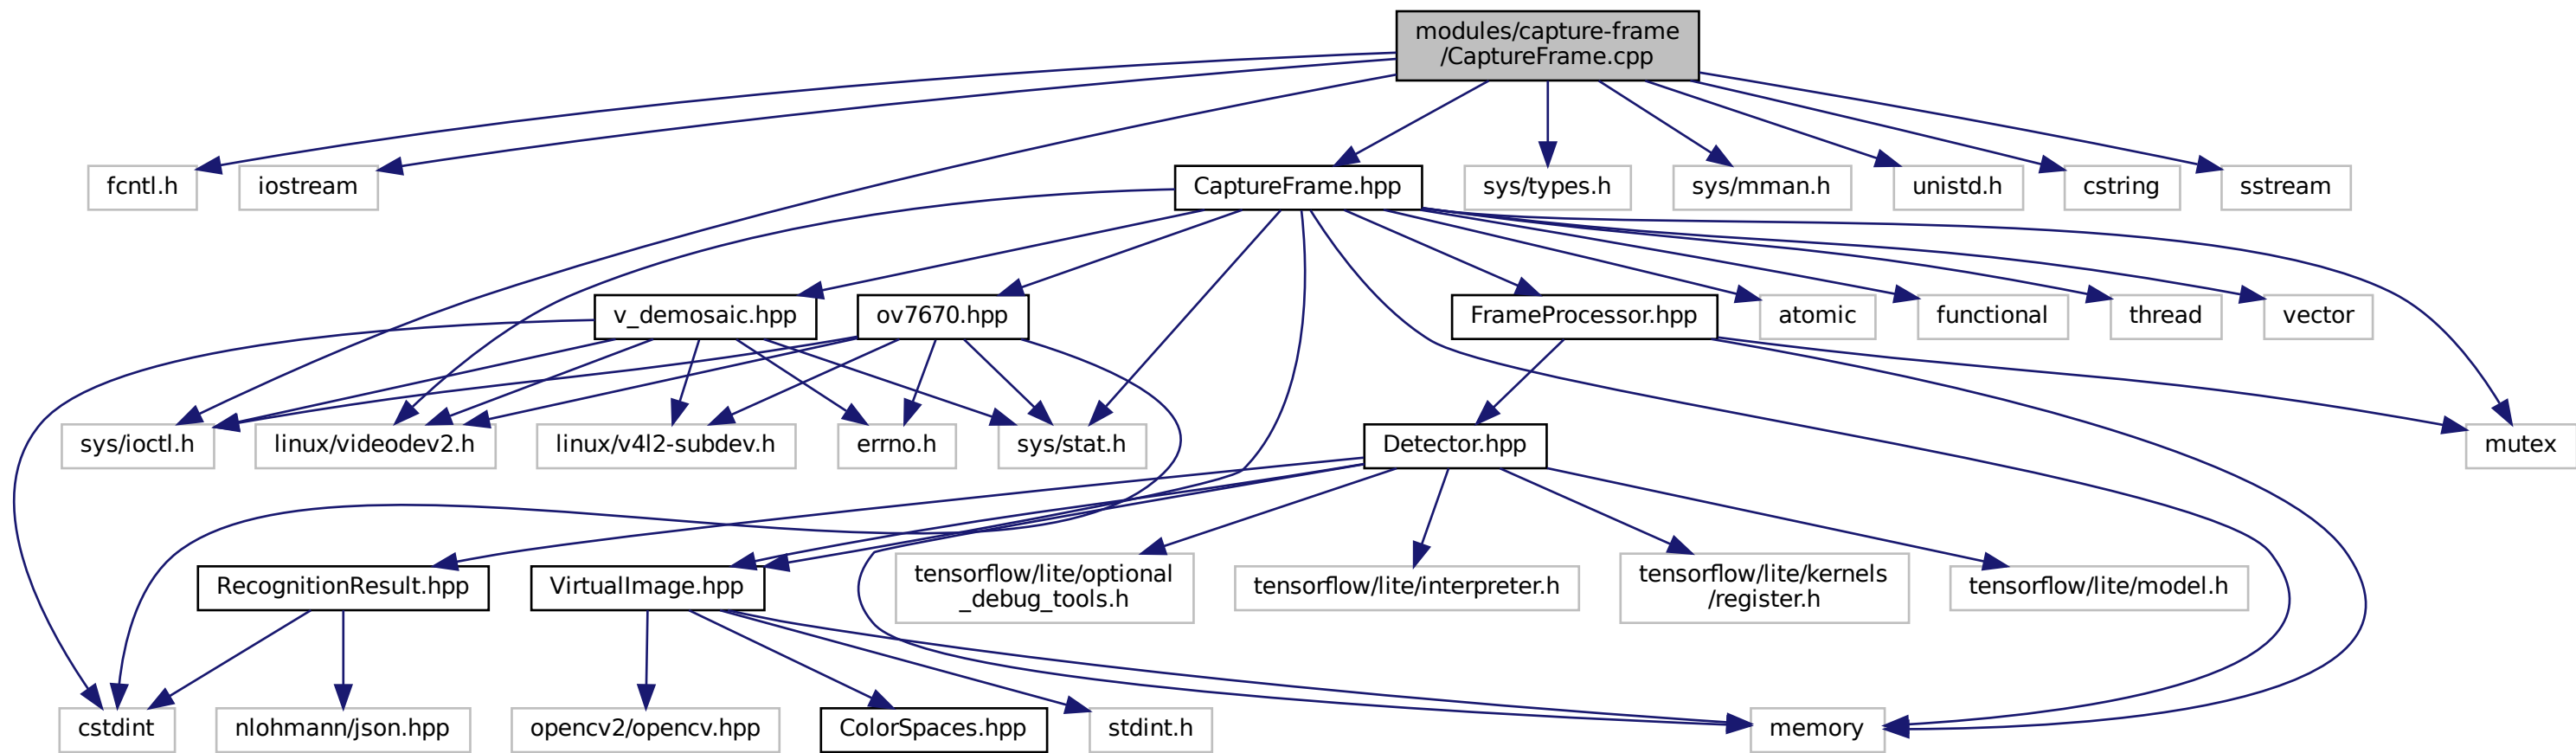 modules/capture-frame
/CaptureFrame.cpp
fcntl.h
iostream
CaptureFrame.hpp
sys/types.h
sys/mman.h
unistd.h
cstring
sstream
v_demosaic.hpp
ov7670.hpp
FrameProcessor.hpp
atomic
functional
thread
vector
sys/ioctl.h
linux/videodev2.h
linux/v4l2-subdev.h
errno.h
sys/stat.h
Detector.hpp
mutex
RecognitionResult.hpp
VirtualImage.hpp
tensorflow/lite/optional
_debug_tools.h
tensorflow/lite/interpreter.h
tensorflow/lite/kernels
/register.h
tensorflow/lite/model.h
cstdint
nlohmann/json.hpp
opencv2/opencv.hpp
ColorSpaces.hpp
stdint.h
memory